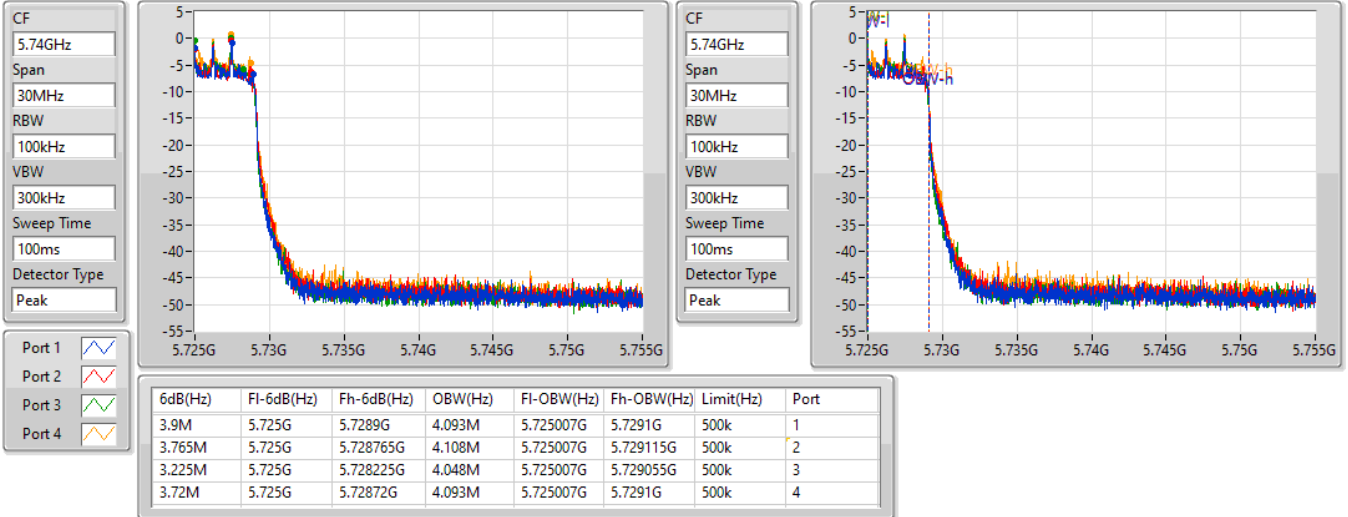 CF
5.74GHz
Span
30MHz
RBW
100kHz
VBW
300kHz
Sweep Time
100ms
Detector Type
Peak
5
0
-5
-10
-15
-20
-25
-30
-35
-40
-45
-50
-55
5.725G 5.73G 5.735G 5.74G 5.745G 5.75G 5.755G
CF
5.74GHz
Span
30MHz
RBW
100kHz
VBW
300kHz
Sweep Time
100ms
Detector Type
Peak
5
0
-5
-10
-15
-20
-25
-30
-35
-40
-45
-50
-55
OBW-h
5.725G 5.73G 5.735G 5.74G 5.745G 5.75G 5.755G
Port 1
Port 2
Port 3
Port 4
6dB(Hz) Fl-6dB(Hz) Fh-6dB(Hz) OBW(Hz) Fl-OBW(Hz) Fh-OBW(Hz) Limit(Hz) Port
3.9M 5.725G 5.7289G 4.093M 5.725007G 5.7291G 500k 1
3.765M 5.725G 5.728765G 4.108M 5.725007G 5.729115G 500k 2
3.225M 5.725G 5.728225G 4.048M 5.725007G 5.729055G 500k 3
3.72M 5.725G 5.72872G 4.093M 5.725007G 5.7291G 500k 4